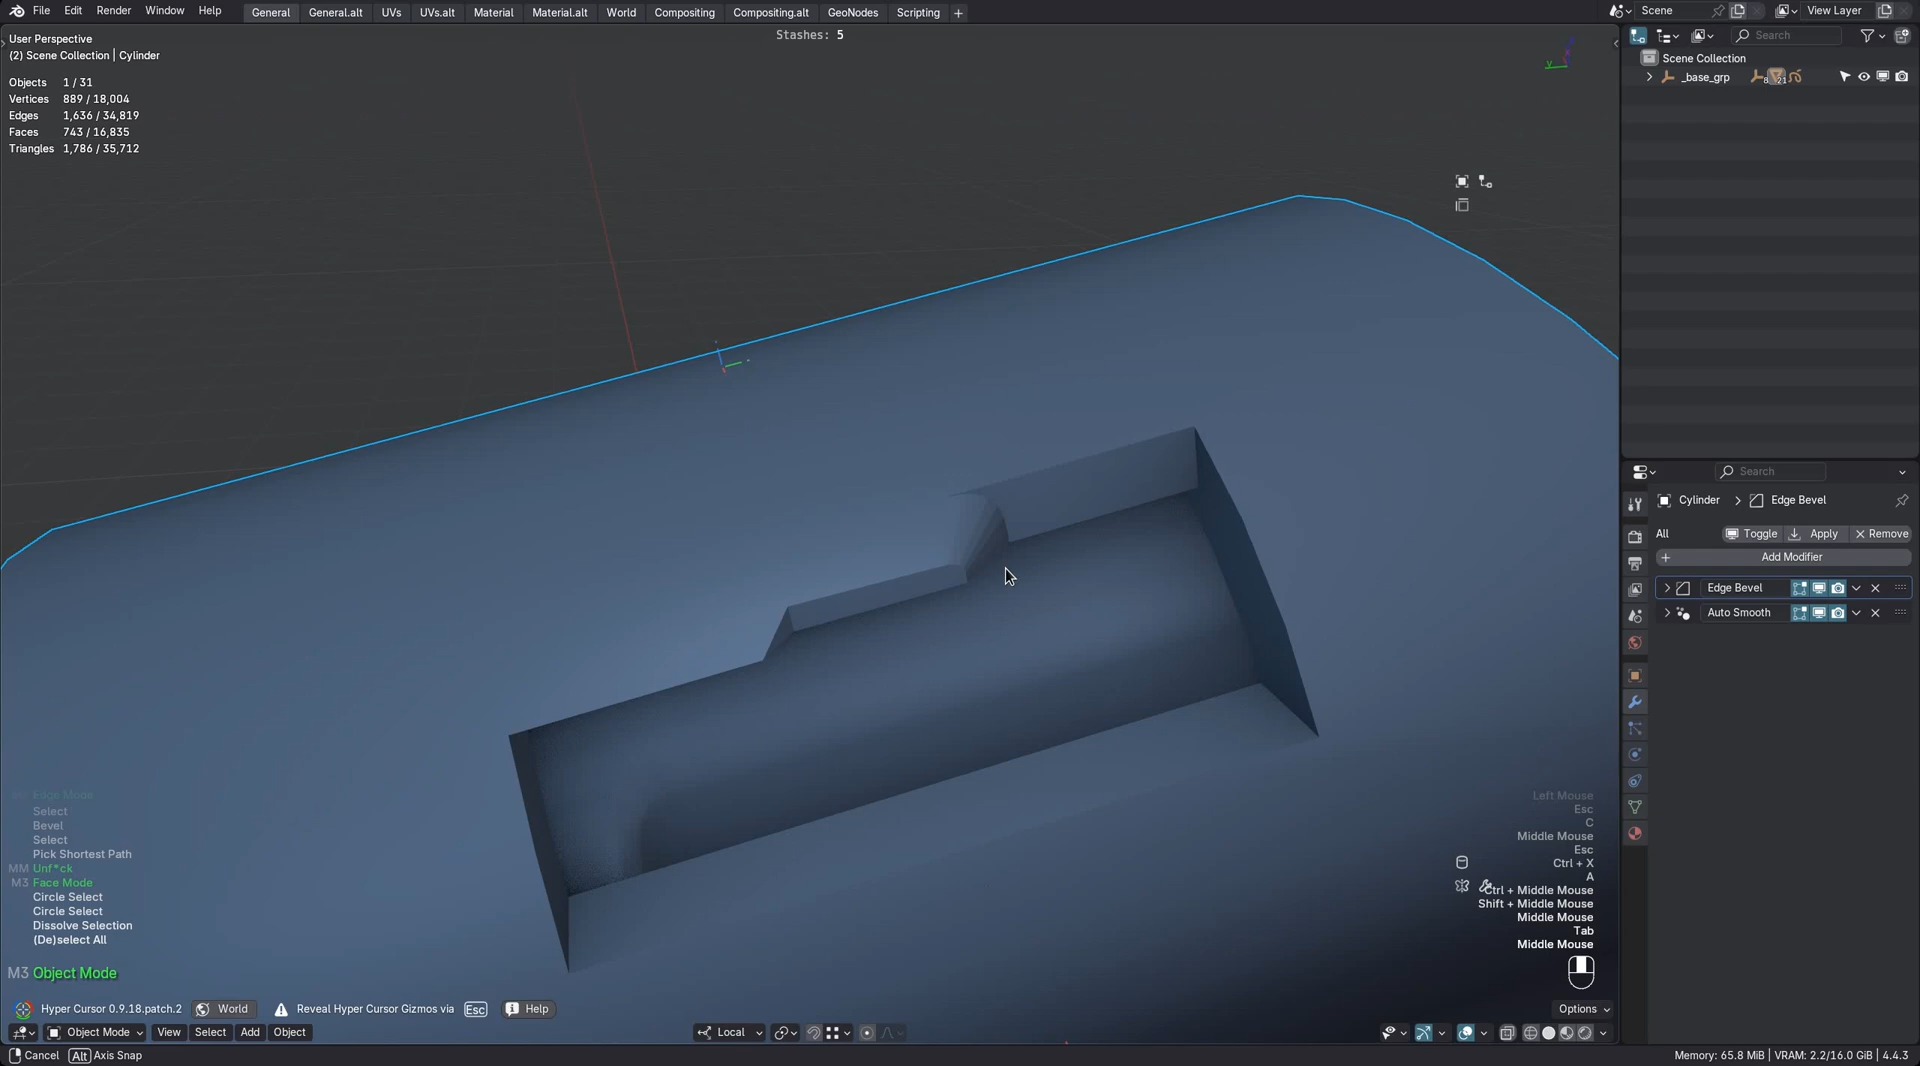 File Edit Render Window Help General General.alt UVs UVs.alt Material Material.alt World Compositing Compositing.alt GeoNodes Scripting Scene View Layer
User Perspective
(2) Scene Collection | Cylinder
Stashes: 5
Objects 1 / 31
Vertices 889 / 18,004
Edges 1,636 / 34,819
Faces 743 / 16,835
Triangles 1,786 / 35,712
Y
Search
Scene Collection
_base_grp 8 21
Search
Cylinder > Edge Bevel
All Toggle Apply Remove
Add Modifier
Edge Bevel
Auto Smooth
Edge Mode
Select
Bevel
Select
Pick Shortest Path
MM Unf*ck
M3 Face Mode
Circle Select
Circle Select
Dissolve Selection
(De)select All
M3 Object Mode
Left Mouse
Esc
C
Middle Mouse
Esc
Ctrl + X
A
Ctrl + Middle Mouse
Shift + Middle Mouse
Middle Mouse
Tab
Middle Mouse
Hyper Cursor 0.9.18.patch.2 World Reveal Hyper Cursor Gizmos via Esc Help Options
Object Mode View Select Add Object Local
Cancel Alt Axis Snap Memory: 65.8 MiB | VRAM: 2.2/16.0 GiB | 4.4.3